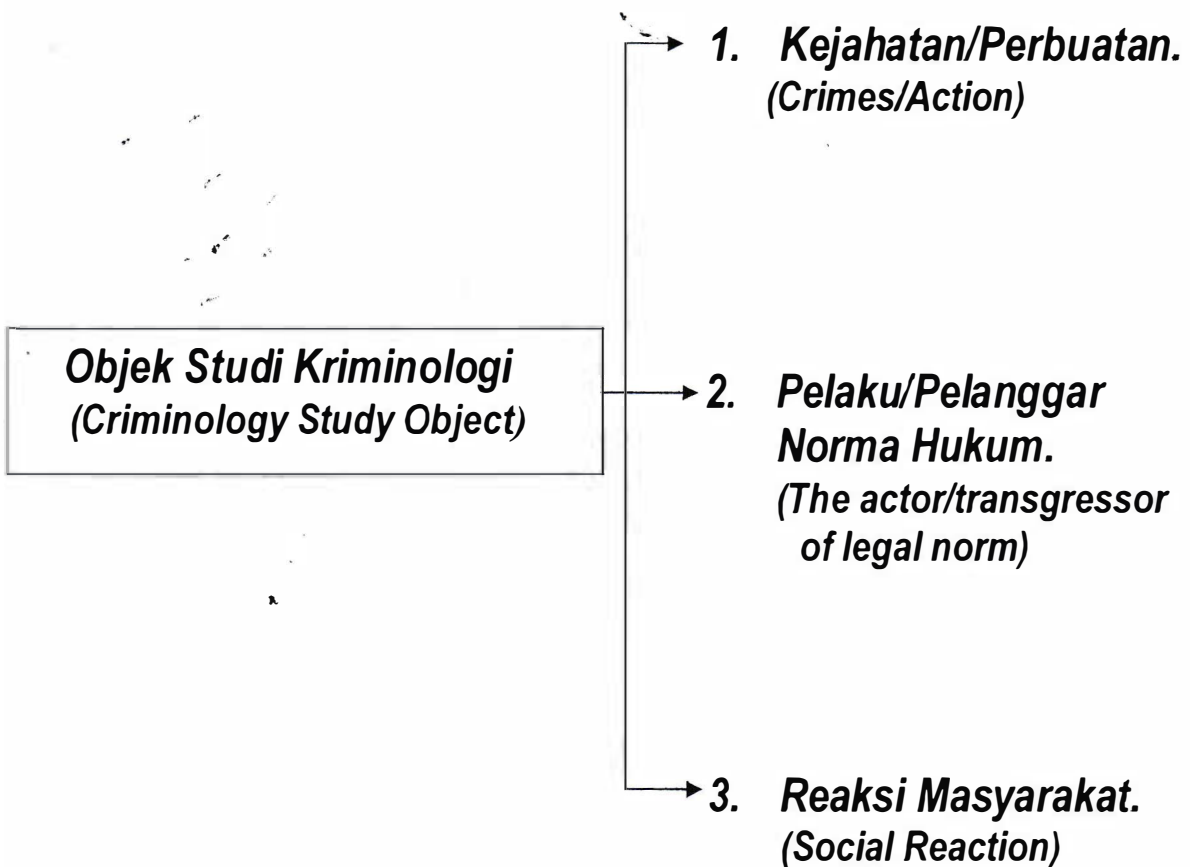 1. Kejahatan/Perbuatan.
(Crimes/Action)
Objek Studi Kriminologi
(Criminology Study Object)
2. Pelaku/Pelanggar
Norma Hukum.
(The actor/transgressor
of legal norm)
3. Reaksi Masyarakat.
(Social Reaction)